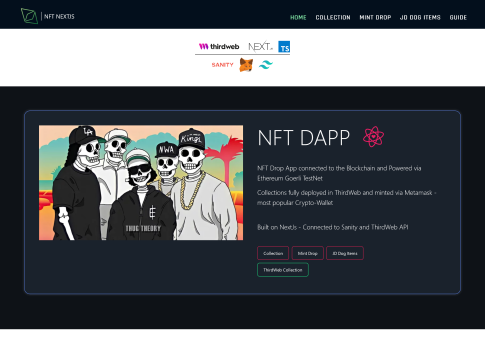 NFT NEXTJS
HOME COLLECTION MINT DROP JD DOG ITEMS GUIDE
thirdweb NEXT.JS TS
SANITY
NFT DAPP
NFT Drop App connected to the Blockchain and Powered via
Ethereum Goerli TestNet
Collections fully deployed in ThirdWeb and minted via Metamask -
most popular Crypto-Wallet
Built on NextJs - Connected to Sanity and ThirdWeb API
Collection Mint Drop JD Dog Items
ThirdWeb Collection
LA
NWA
Kings
THUG THEORY